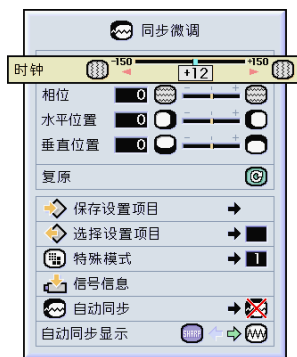 同步微调
-150 +150
时钟 +12
相位 0 - +
水平位置 0 - +
垂直位置 0 - +
复原
保存设置项目
选择设置项目
特殊模式 1
信号信息
自动同步
自动同步显示 SHARP